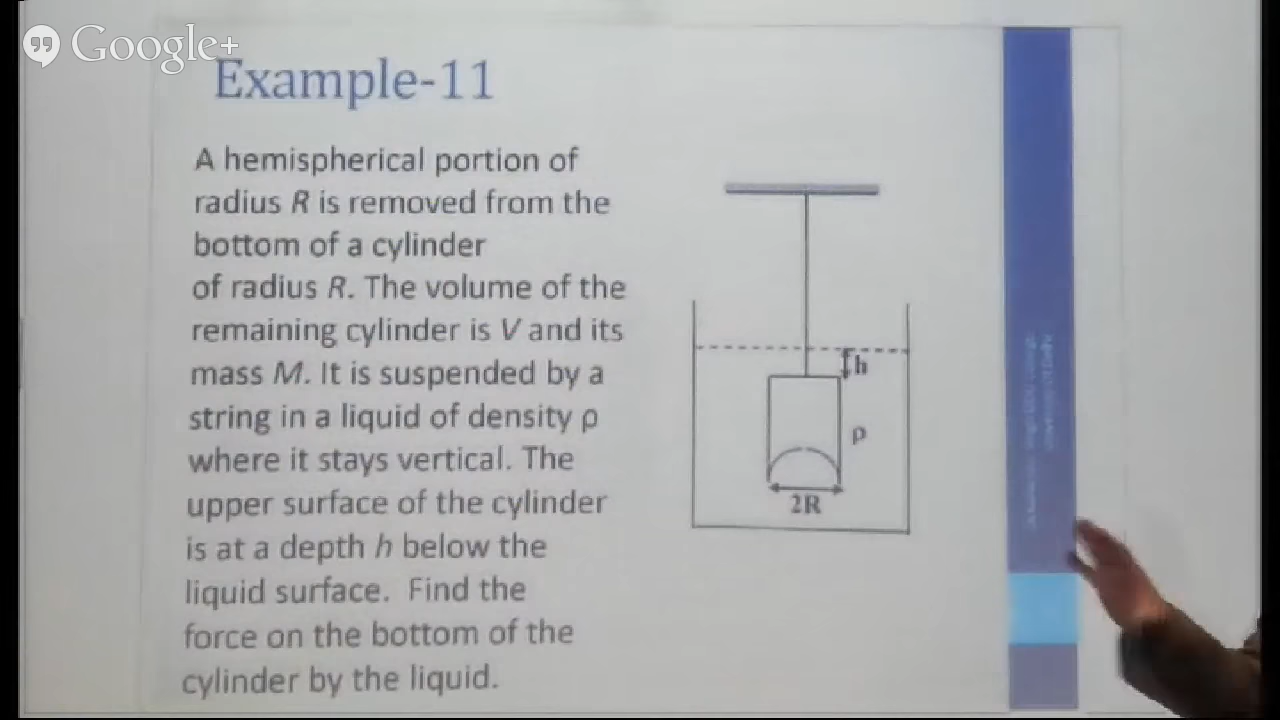 Google+
Example-11
A hemispherical portion of
radius R is removed from the
bottom of a cylinder
of radius R. The volume of the
remaining cylinder is V and its
mass M. It is suspended by a
string in a liquid of density ρ
where it stays vertical. The
upper surface of the cylinder
is at a depth h below the
liquid surface. Find the
force on the bottom of the
cylinder by the liquid.
h
ρ
2R